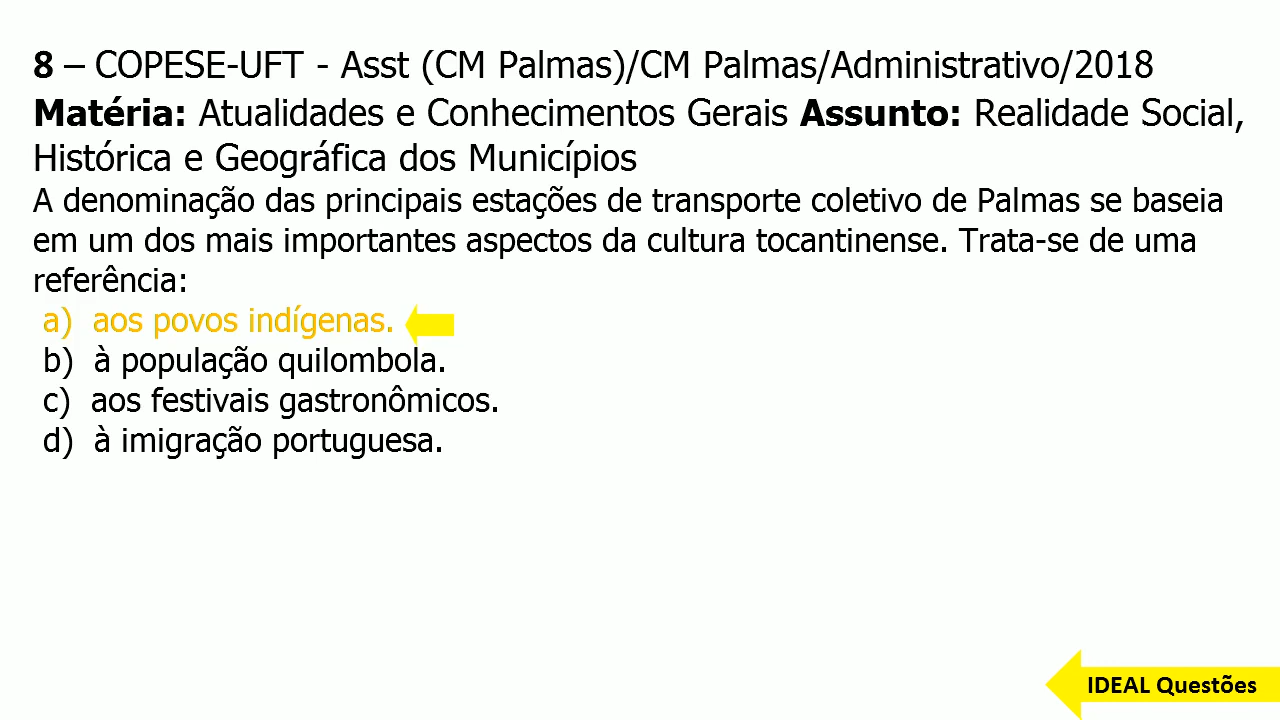 8 – COPESE-UFT - Asst (CM Palmas)/CM Palmas/Administrativo/2018
Matéria: Atualidades e Conhecimentos Gerais Assunto: Realidade Social,
Histórica e Geográfica dos Municípios
A denominação das principais estações de transporte coletivo de Palmas se baseia
em um dos mais importantes aspectos da cultura tocantinense. Trata-se de uma
referência:
a) aos povos indígenas.
b) à população quilombola.
c) aos festivais gastronômicos.
d) à imigração portuguesa.
IDEAL Questões